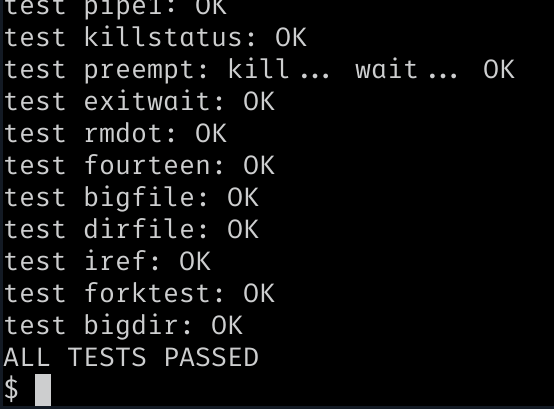 test pipe1: OK
test killstatus: OK
test preempt: kill... wait... OK
test exitwait: OK
test rmdot: OK
test fourteen: OK
test bigfile: OK
test dirfile: OK
test iref: OK
test forktest: OK
test bigdir: OK
ALL TESTS PASSED
$